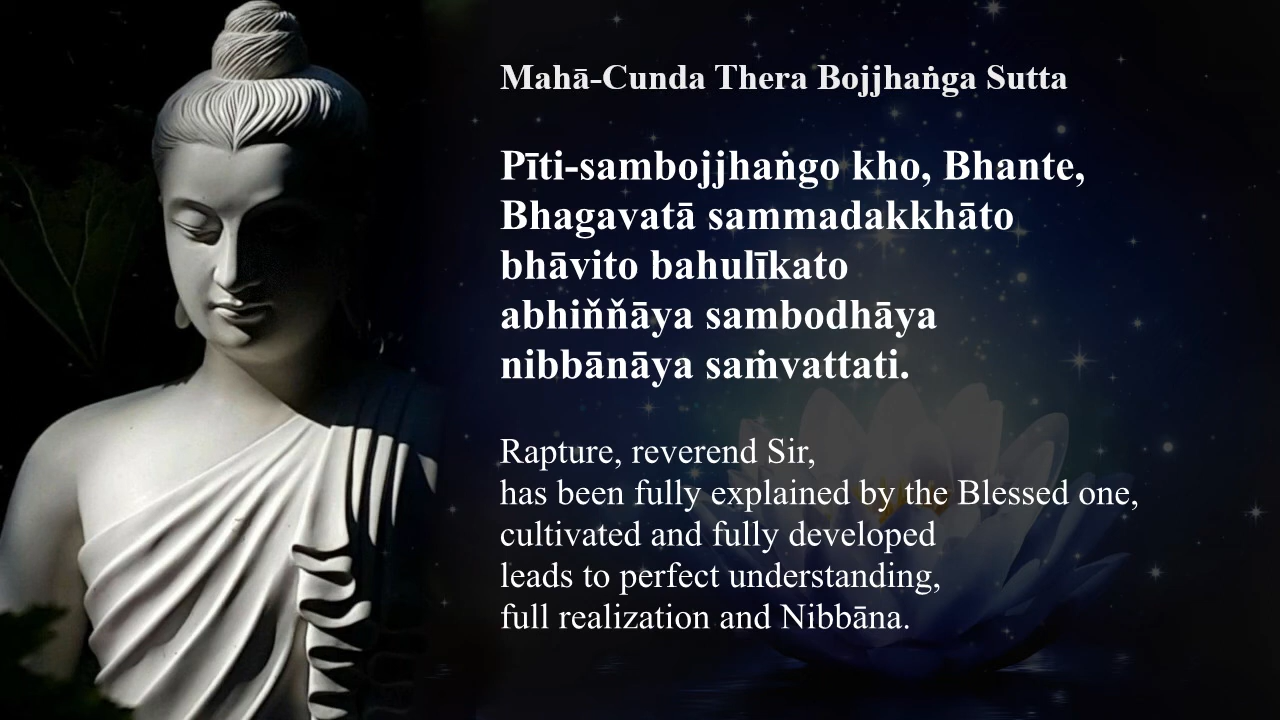 Mahā-Cunda Thera Bojjhaṅga Sutta
Pīti-sambojjhaṅgo kho, Bhante,
Bhagavatā sammadakkhāto
bhāvito bahulīkato
abhiňňāya sambodhāya
nibbānāya saṁvattati.
Rapture, reverend Sir,
has been fully explained by the Blessed one,
cultivated and fully developed
leads to perfect understanding,
full realization and Nibbāna.